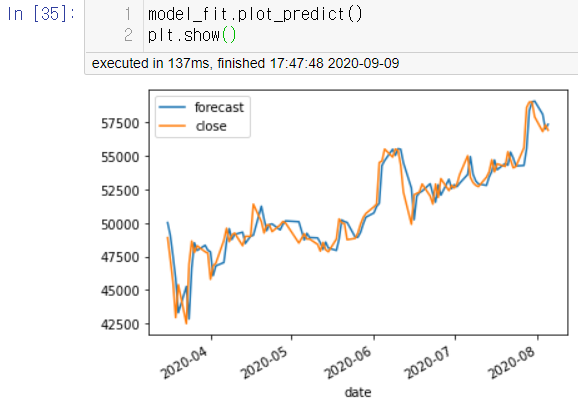 In [35]:
1 model_fit.plot_predict()
2 plt.show()
executed in 137ms, finished 17:47:48 2020-09-09
forecast
close
57500
55000
52500
50000
47500
45000
42500
2020-04 2020-05 2020-06 2020-07 2020-08
date